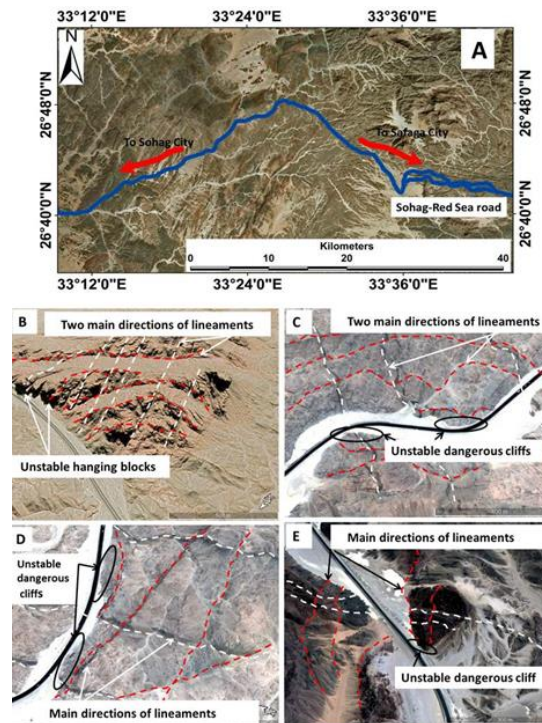 33°12'0"E
33°24'0"E
33°36'0"E
N
A
26°48'0"N
26°48'0"N
To Sohag City
To Safaga City
Sohag-Red Sea road
26°40'0"N
26°40'0"N
Kilometers
0 10 20 40
33°12'0"E
33°24'0"E
33°36'0"E
B
Two main directions of lineaments
Unstable hanging blocks
C
Two main directions of lineaments
Unstable dangerous cliffs
D
Unstable
dangerous
cliffs
Main directions of lineaments
E
Main directions of lineaments
Unstable dangerous cliff